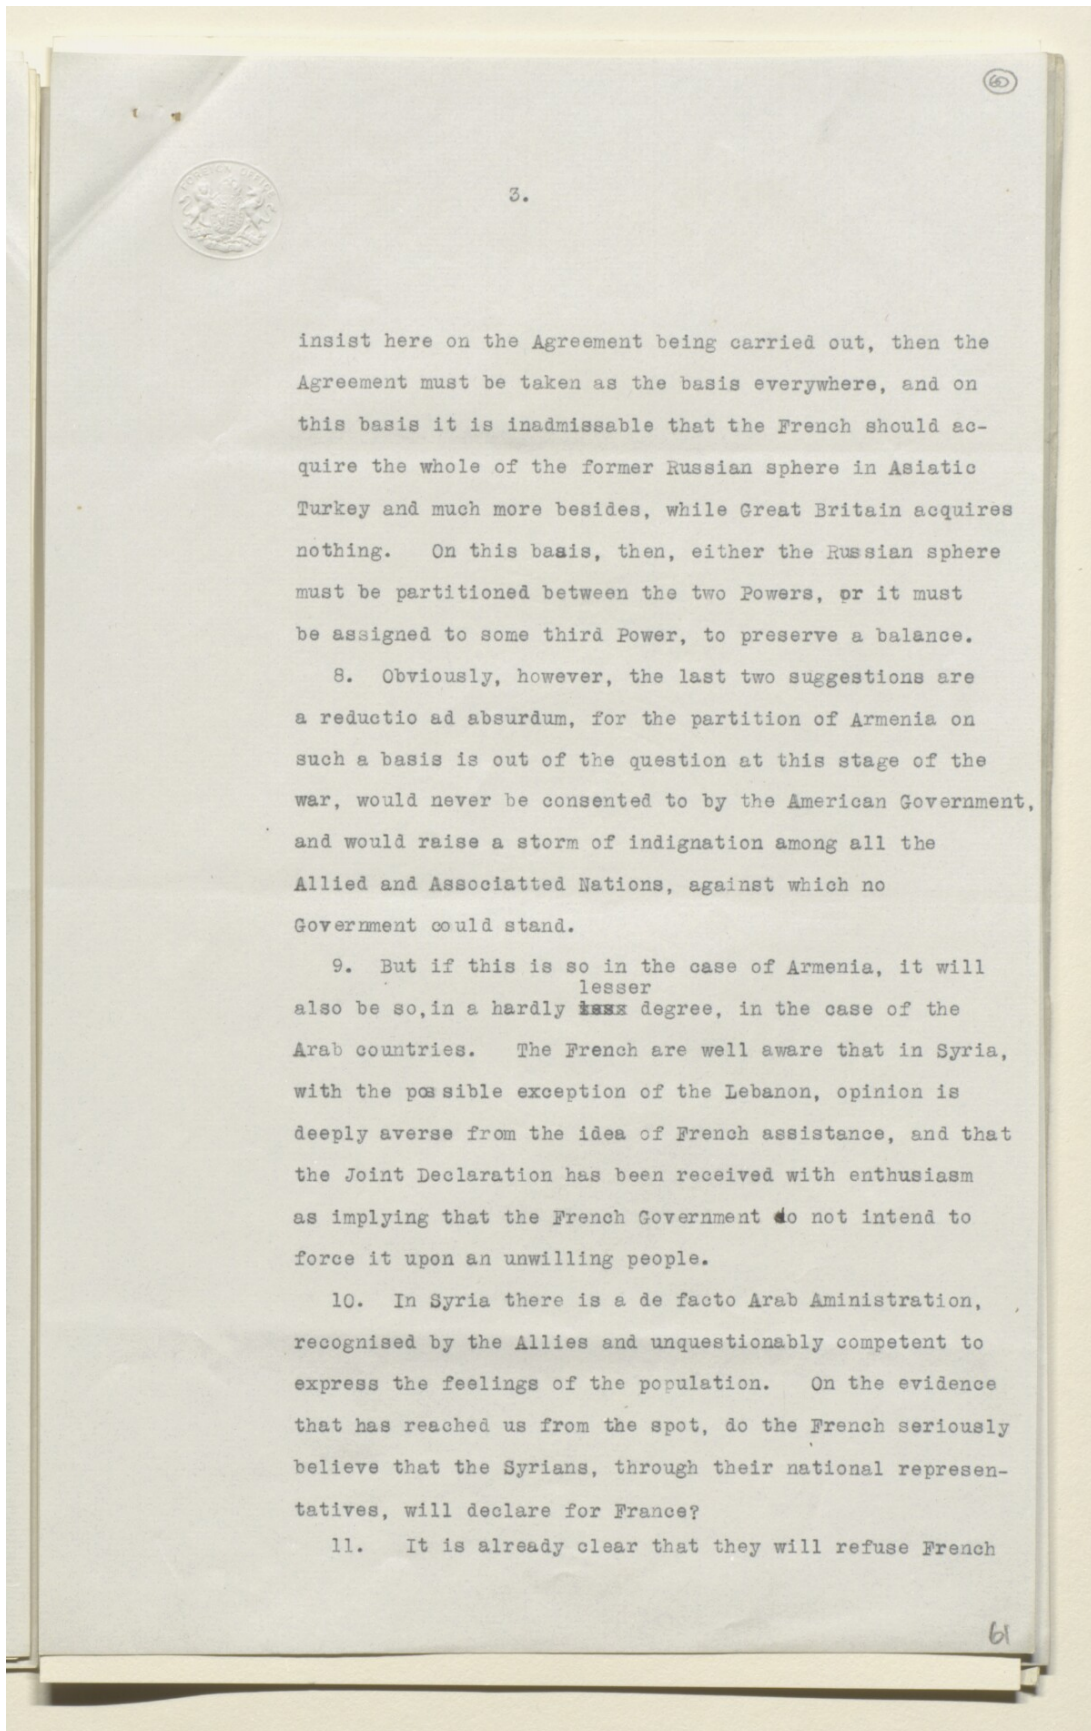 60
FOREIGN OFFICE
3.
insist here on the Agreement being carried out, then the
Agreement must be taken as the basis everywhere, and on
this basis it is inadmissable that the French should ac-
quire the whole of the former Russian sphere in Asiatic
Turkey and much more besides, while Great Britain acquires
nothing. On this basis, then, either the Russian sphere
must be partitioned between the two Powers, or it must
be assigned to some third Power, to preserve a balance.
8. Obviously, however, the last two suggestions are
a reductio ad absurdum, for the partition of Armenia on
such a basis is out of the question at this stage of the
war, would never be consented to by the American Government,
and would raise a storm of indignation among all the
Allied and Associatted Nations, against which no
Government could stand.
9. But if this is so in the case of Armenia, it will
lesser
also be so,in a hardly degree, in the case of the
Arab countries. The French are well aware that in Syria,
with the possible exception of the Lebanon, opinion is
deeply averse from the idea of French assistance, and that
the Joint Declaration has been received with enthusiasm
as implying that the French Government do not intend to
force it upon an unwilling people.
10. In Syria there is a de facto Arab Aministration,
recognised by the Allies and unquestionably competent to
express the feelings of the population. On the evidence
that has reached us from the spot, do the French seriously
believe that the Syrians, through their national represen-
tatives, will declare for France?
11. It is already clear that they will refuse French
61